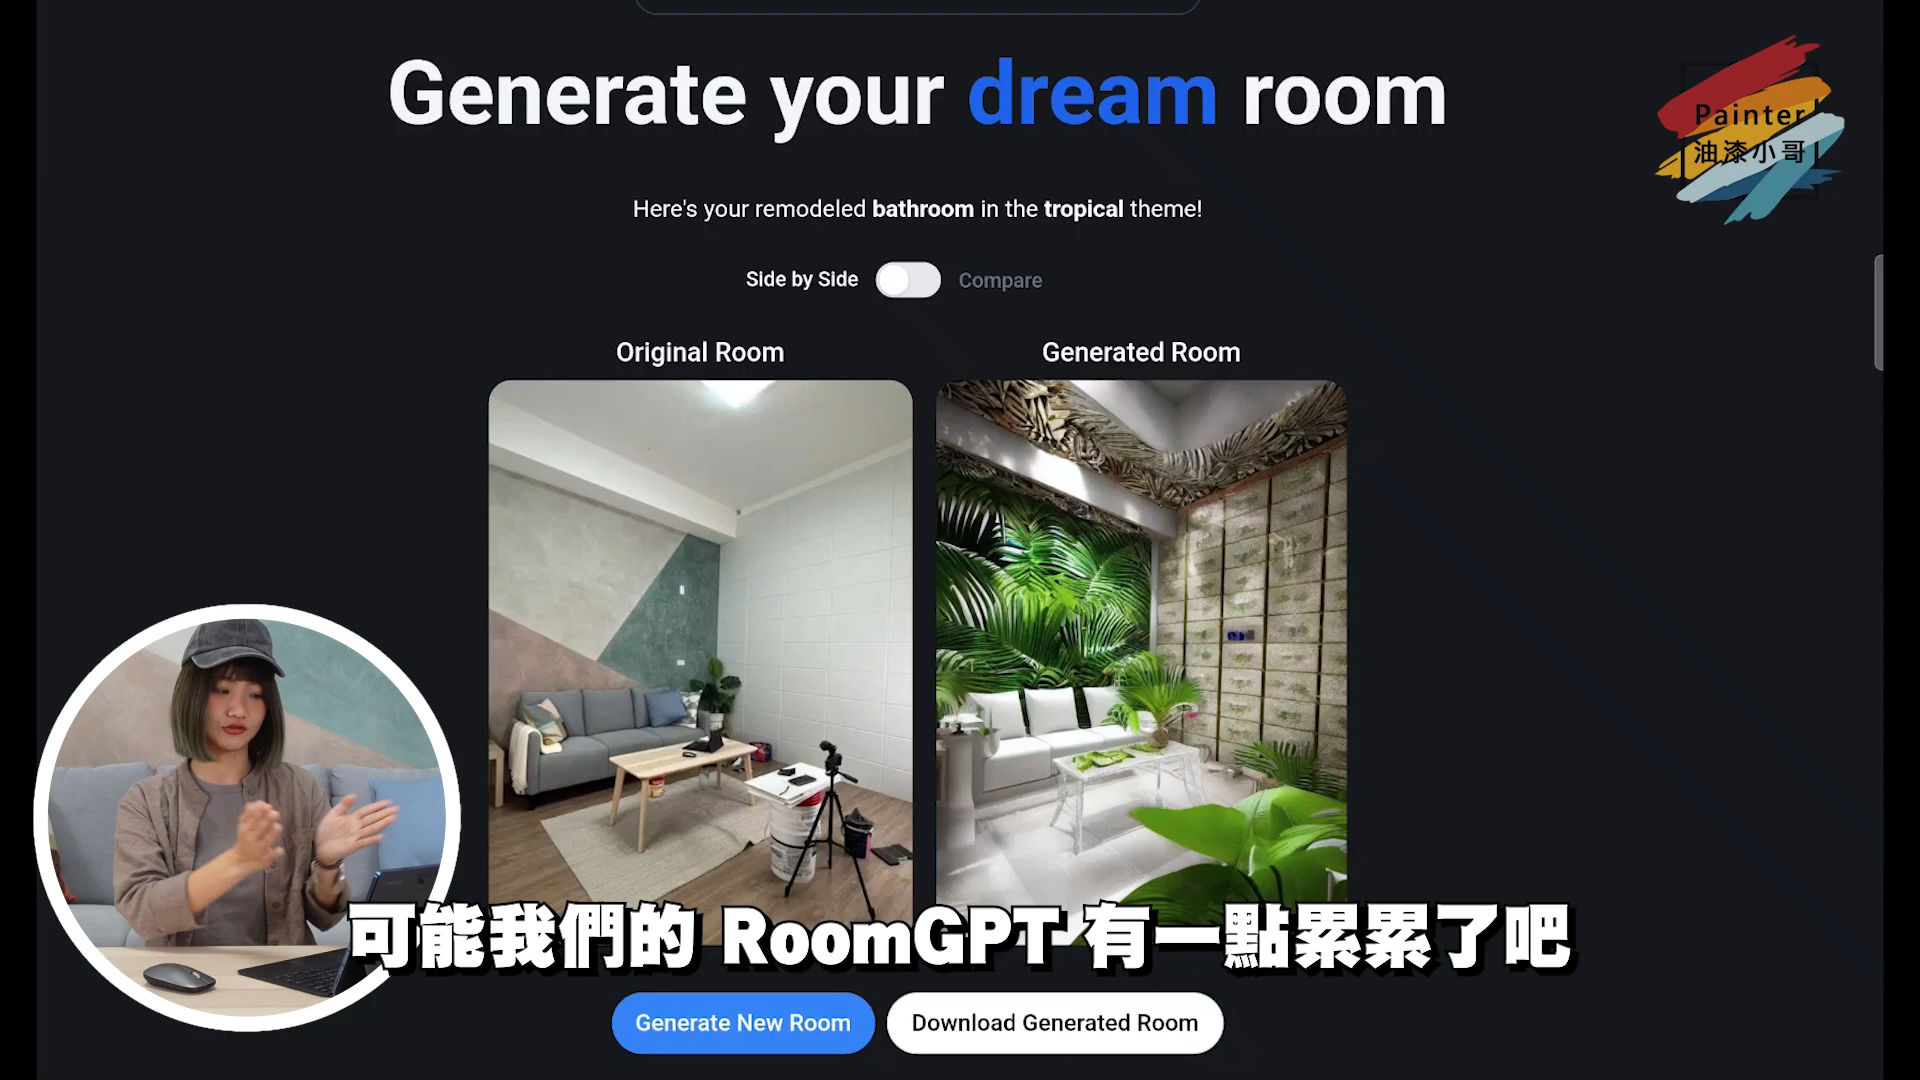 Generate your dream room
Painter
油漆小哥
Here's your remodeled bathroom in the tropical theme!
Side by Side
Compare
Original Room
Generated Room
可能我們的 RoomGPT 有一點累累了吧
Generate New Room
Download Generated Room